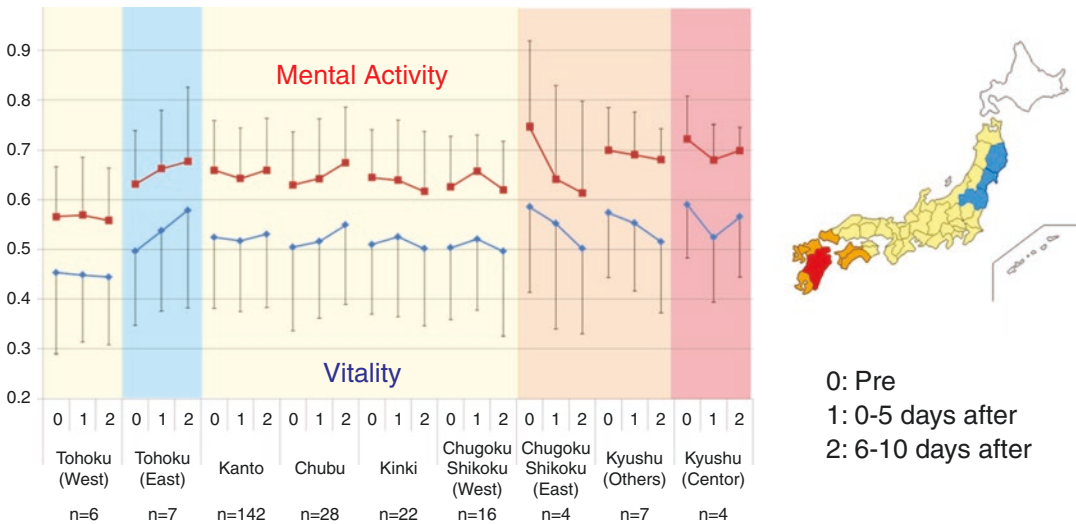 0.9
0.8
0.7
0.6
0.5
0.4
0.3
0.2
Mental Activity
Vitality
0 1 2 0 1 2 0 1 2 0 1 2 0 1 2 0 1 2 0 1 2 0 1 2 0 1 2
Tohoku
(West)
Tohoku
(East)
Kanto
Chubu
Kinki
Chugoku
Shikoku
(West)
Chugoku
Shikoku
(East)
Kyushu
(Others)
Kyushu
(Centor)
n=6 n=7 n=142 n=28 n=22 n=16 n=4 n=7 n=4
0: Pre
1: 0-5 days after
2: 6-10 days after